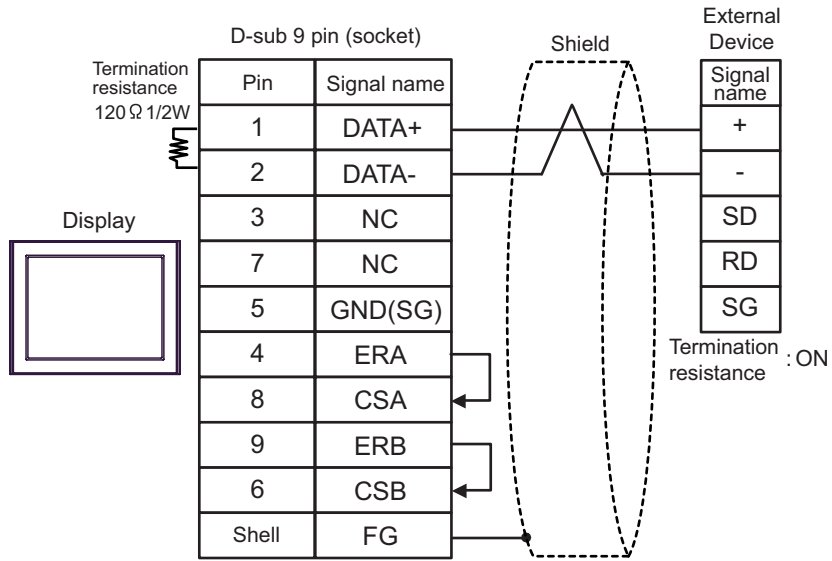 D-sub 9 pin (socket)
Shield
External
Device
Termination
resistance
120Ω 1/2W
Pin Signal name
1 DATA+
2 DATA-
3 NC
7 NC
5 GND(SG)
4 ERA
8 CSA
9 ERB
6 CSB
Shell FG
Display
Signal
name
+
-
SD
RD
SG
Termination
resistance : ON